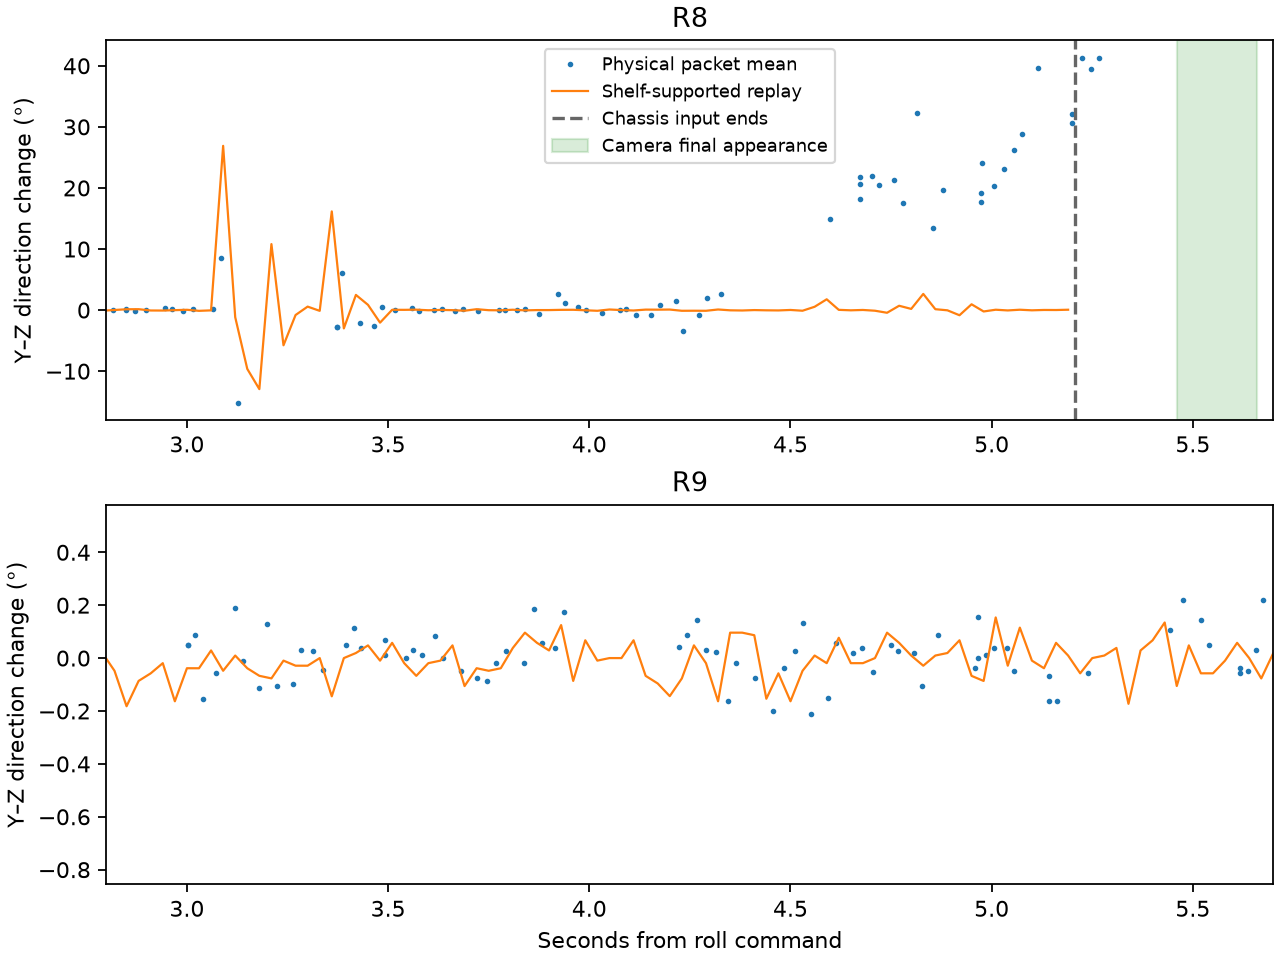 R8
Y–Z direction change (°)
40
30
20
10
0
−10
Physical packet mean
Shelf-supported replay
Chassis input ends
Camera final appearance
3.0 3.5 4.0 4.5 5.0 5.5
R9
Y–Z direction change (°)
0.4
0.2
0.0
−0.2
−0.4
−0.6
−0.8
3.0 3.5 4.0 4.5 5.0 5.5
Seconds from roll command